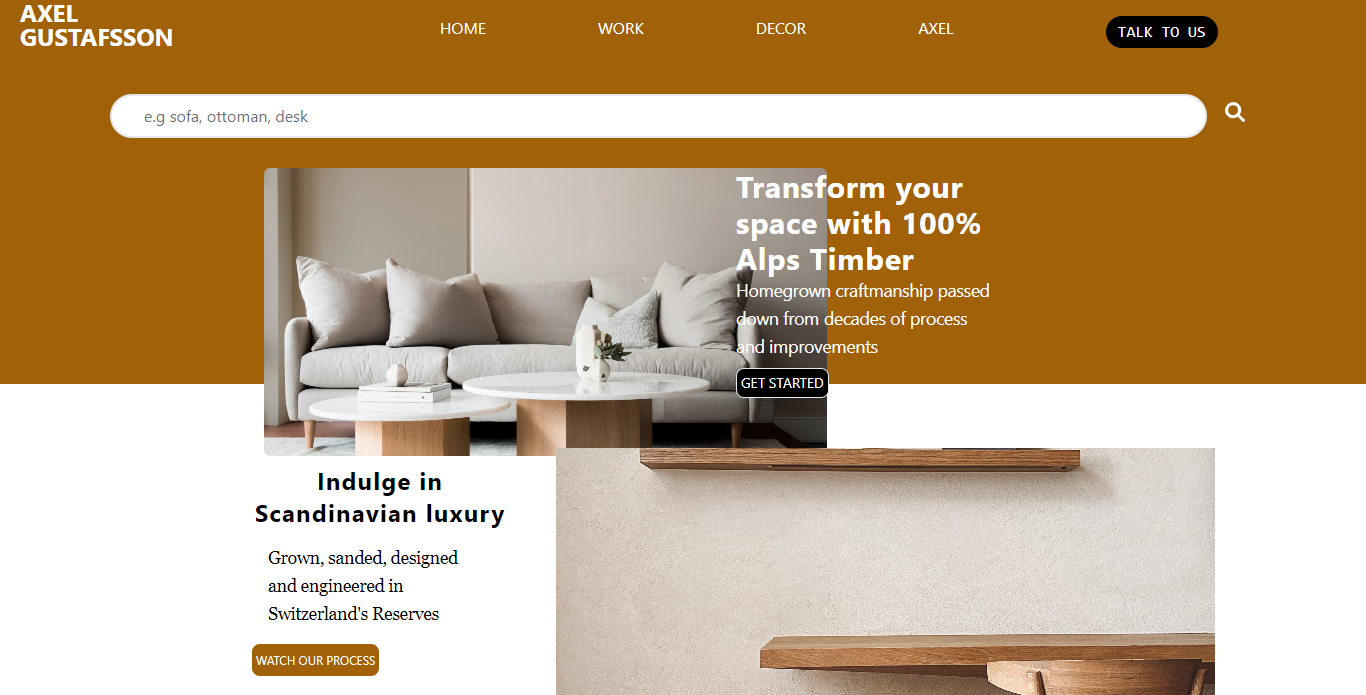 AXEL
GUSTAFSSON
HOME
WORK
DECOR
AXEL
TALK TO US
e.g sofa, ottoman, desk
Transform your
space with 100%
Alps Timber
Homegrown craftmanship passed
down from decades of process
and improvements
GET STARTED
Indulge in
Scandinavian luxury
Grown, sanded, designed
and engineered in
Switzerland's Reserves
WATCH OUR PROCESS